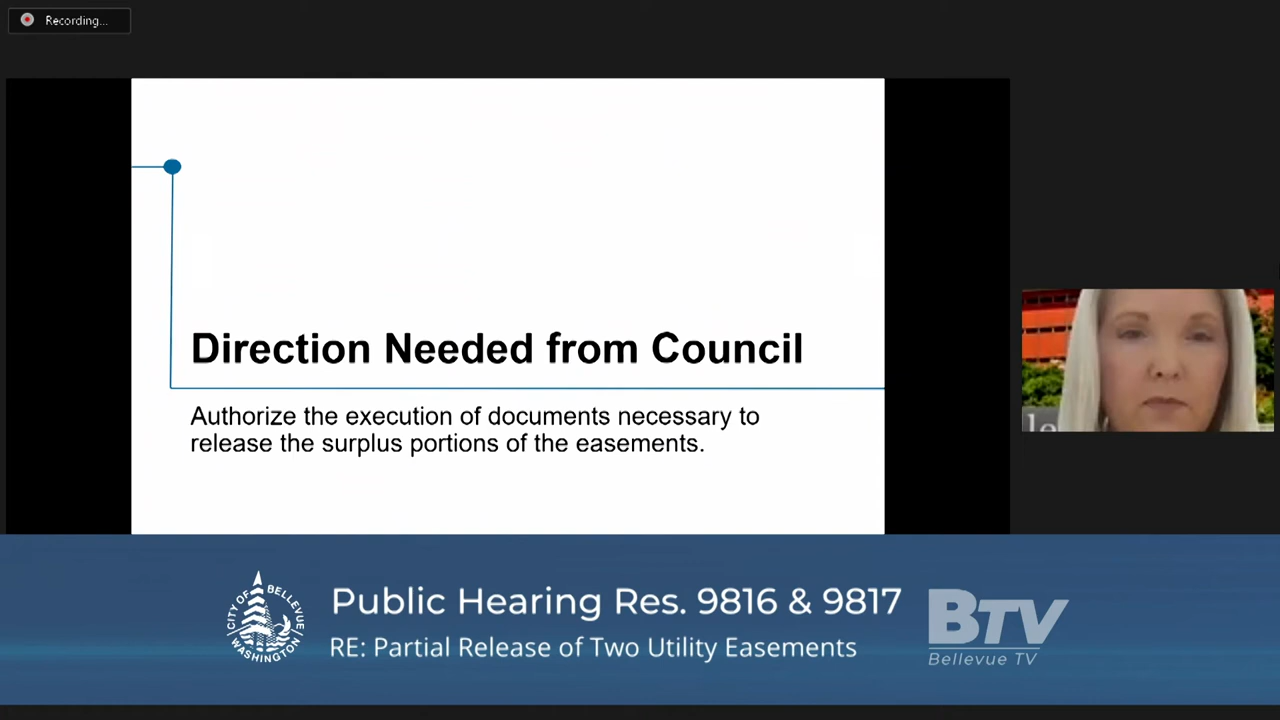 Recording...
Direction Needed from Council
Authorize the execution of documents necessary to
release the surplus portions of the easements.
le
CITY OF BELLEVUE
WASHINGTON
Public Hearing Res. 9816 & 9817
RE: Partial Release of Two Utility Easements
BTV
Bellevue TV